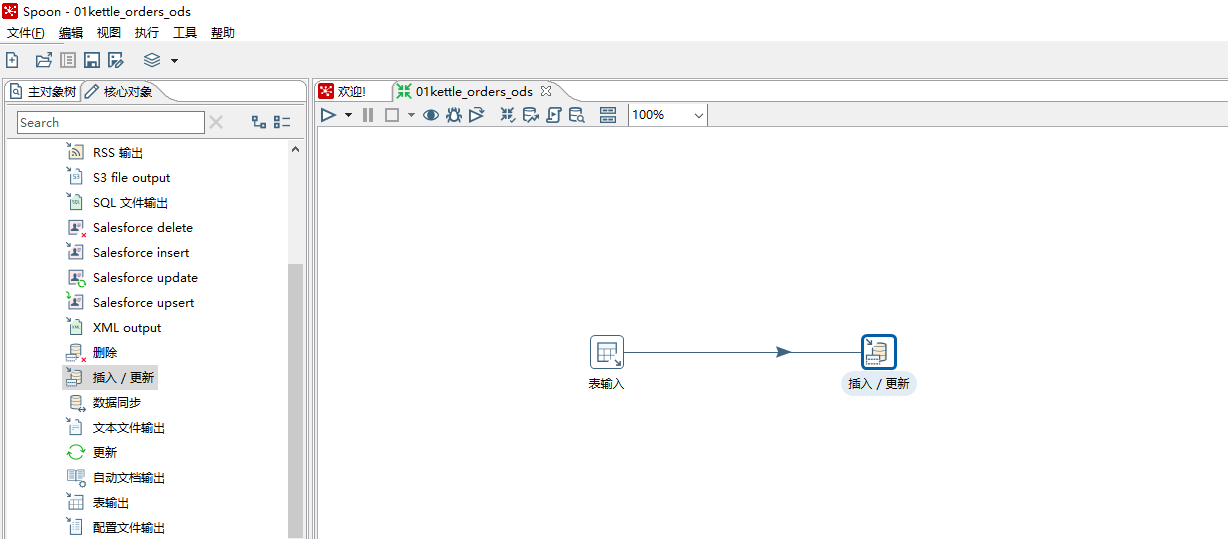 Spoon - 01kettle_orders_ods
文件(F) 编辑 视图 执行 工具 帮助
主对象树 核心对象
欢迎! 01kettle_orders_ods
Search
100%
RSS 输出
S3 file output
SQL 文件输出
Salesforce delete
Salesforce insert
Salesforce update
Salesforce upsert
XML output
删除
插入 / 更新
数据同步
文本文件输出
更新
自动文档输出
表输出
配置文件输出
表输入
插入 / 更新